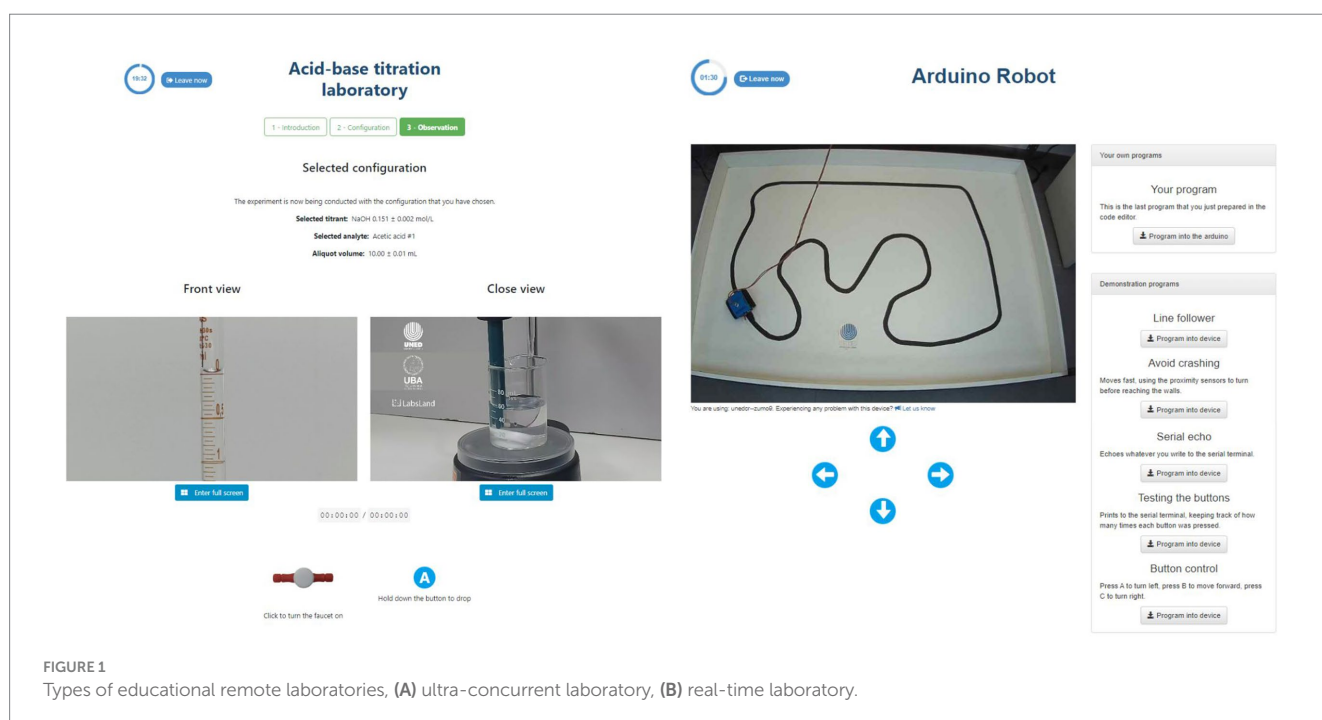 19:32
Leave now
Acid-base titration
laboratory
1 - Introduction
2 - Configuration
3 - Observation
Selected configuration
The experiment is now being conducted with the configuration that you have chosen.
Selected titrant: NaOH 0.151 ± 0.002 mol/L
Selected analyte: Acetic acid #1
Aliquot volume: 10.00 ± 0.01 mL
Front view
Close view
0
0,5
1
UNED
UBA
LabsLand
80
60
40
Enter full screen
Enter full screen
00:00:00 / 00:00:00
Click to turn the faucet on
A
Hold down the button to drop
01:30
Leave now
Arduino Robot
You are using: unedor--zumo8. Experiencing any problem with this device? Let us know
Your own programs
Your program
This is the last program that you just prepared in the
code editor.
Program into the arduino
Demonstration programs
Line follower
Program into device
Avoid crashing
Moves fast, using the proximity sensors to turn
before reaching the walls.
Program into device
Serial echo
Echoes whatever you write to the serial terminal.
Program into device
Testing the buttons
Prints to the serial terminal, keeping track of how
many times each button was pressed.
Program into device
Button control
Press A to turn left, press B to move forward, press
C to turn right.
Program into device
FIGURE 1
Types of educational remote laboratories, (A) ultra-concurrent laboratory, (B) real-time laboratory.